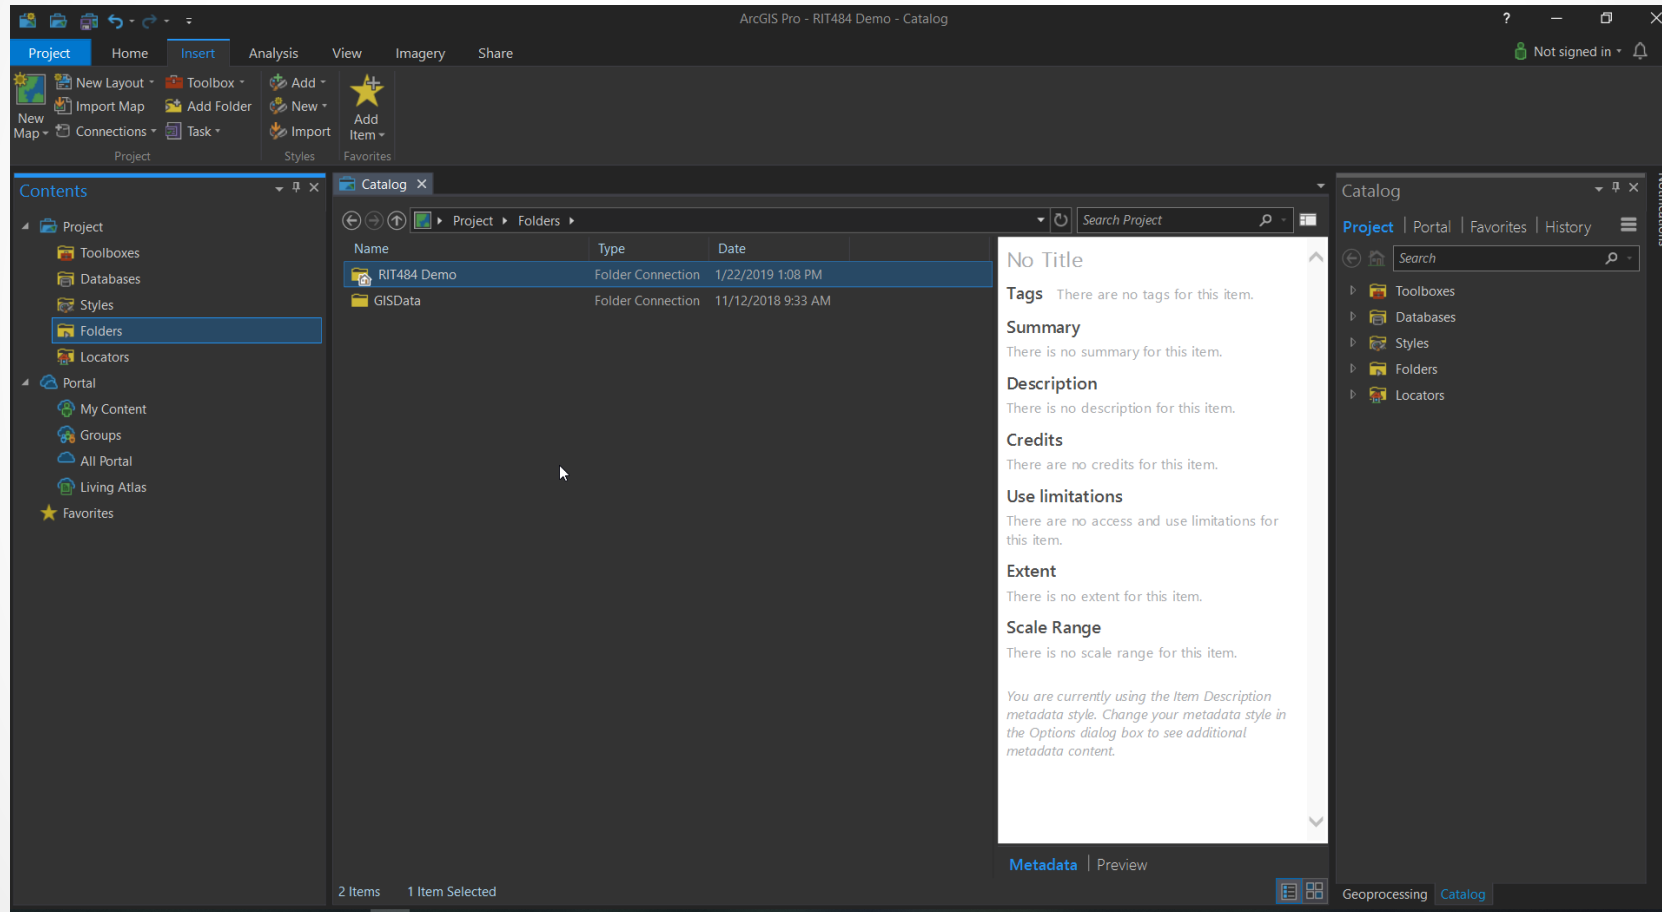 ArcGIS Pro - RIT484 Demo - Catalog
?
Project Home Insert Analysis View Imagery Share
Not signed in
New Layout Toolbox Add
Import Map Add Folder New
New Map Connections Task Import Add Item
Project Styles Favorites
Contents
Project
Toolboxes
Databases
Styles
Folders
Locators
Portal
My Content
Groups
All Portal
Living Atlas
Favorites
Catalog
Project Folders
Search Project
Name Type Date
RIT484 Demo Folder Connection 1/22/2019 1:08 PM
GISData Folder Connection 11/12/2018 9:33 AM
2 Items 1 Item Selected
No Title
Tags There are no tags for this item.
Summary
There is no summary for this item.
Description
There is no description for this item.
Credits
There are no credits for this item.
Use limitations
There are no access and use limitations for
this item.
Extent
There is no extent for this item.
Scale Range
There is no scale range for this item.
You are currently using the Item Description
metadata style. Change your metadata style in
the Options dialog box to see additional
metadata content.
Metadata Preview
Catalog
Project Portal Favorites History
Search
Toolboxes
Databases
Styles
Folders
Locators
Geoprocessing Catalog